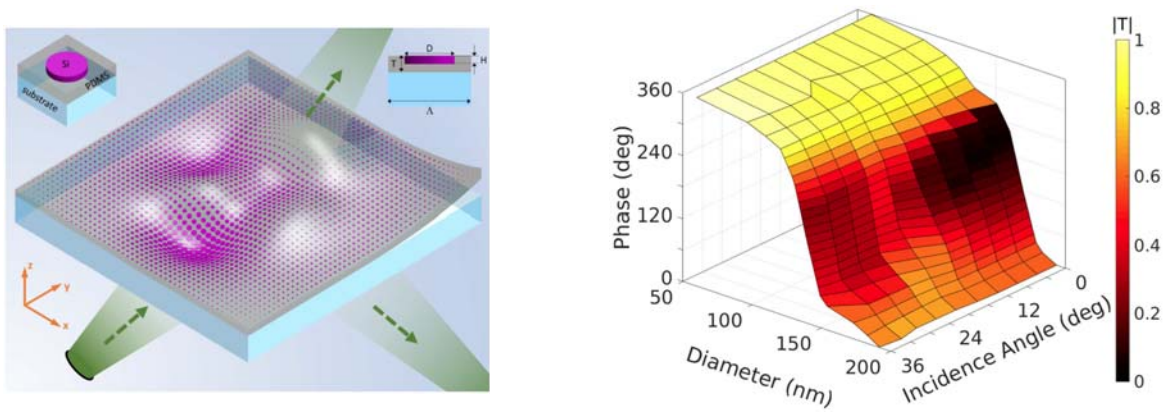 Si
PDMS
substrate
D
T
H
Λ
z
y
x
|T|
1
0.8
0.6
0.4
0.2
0
Phase (deg)
360
240
120
0
50
100
150
200
Diameter (nm)
36
24
12
0
Incidence Angle (deg)